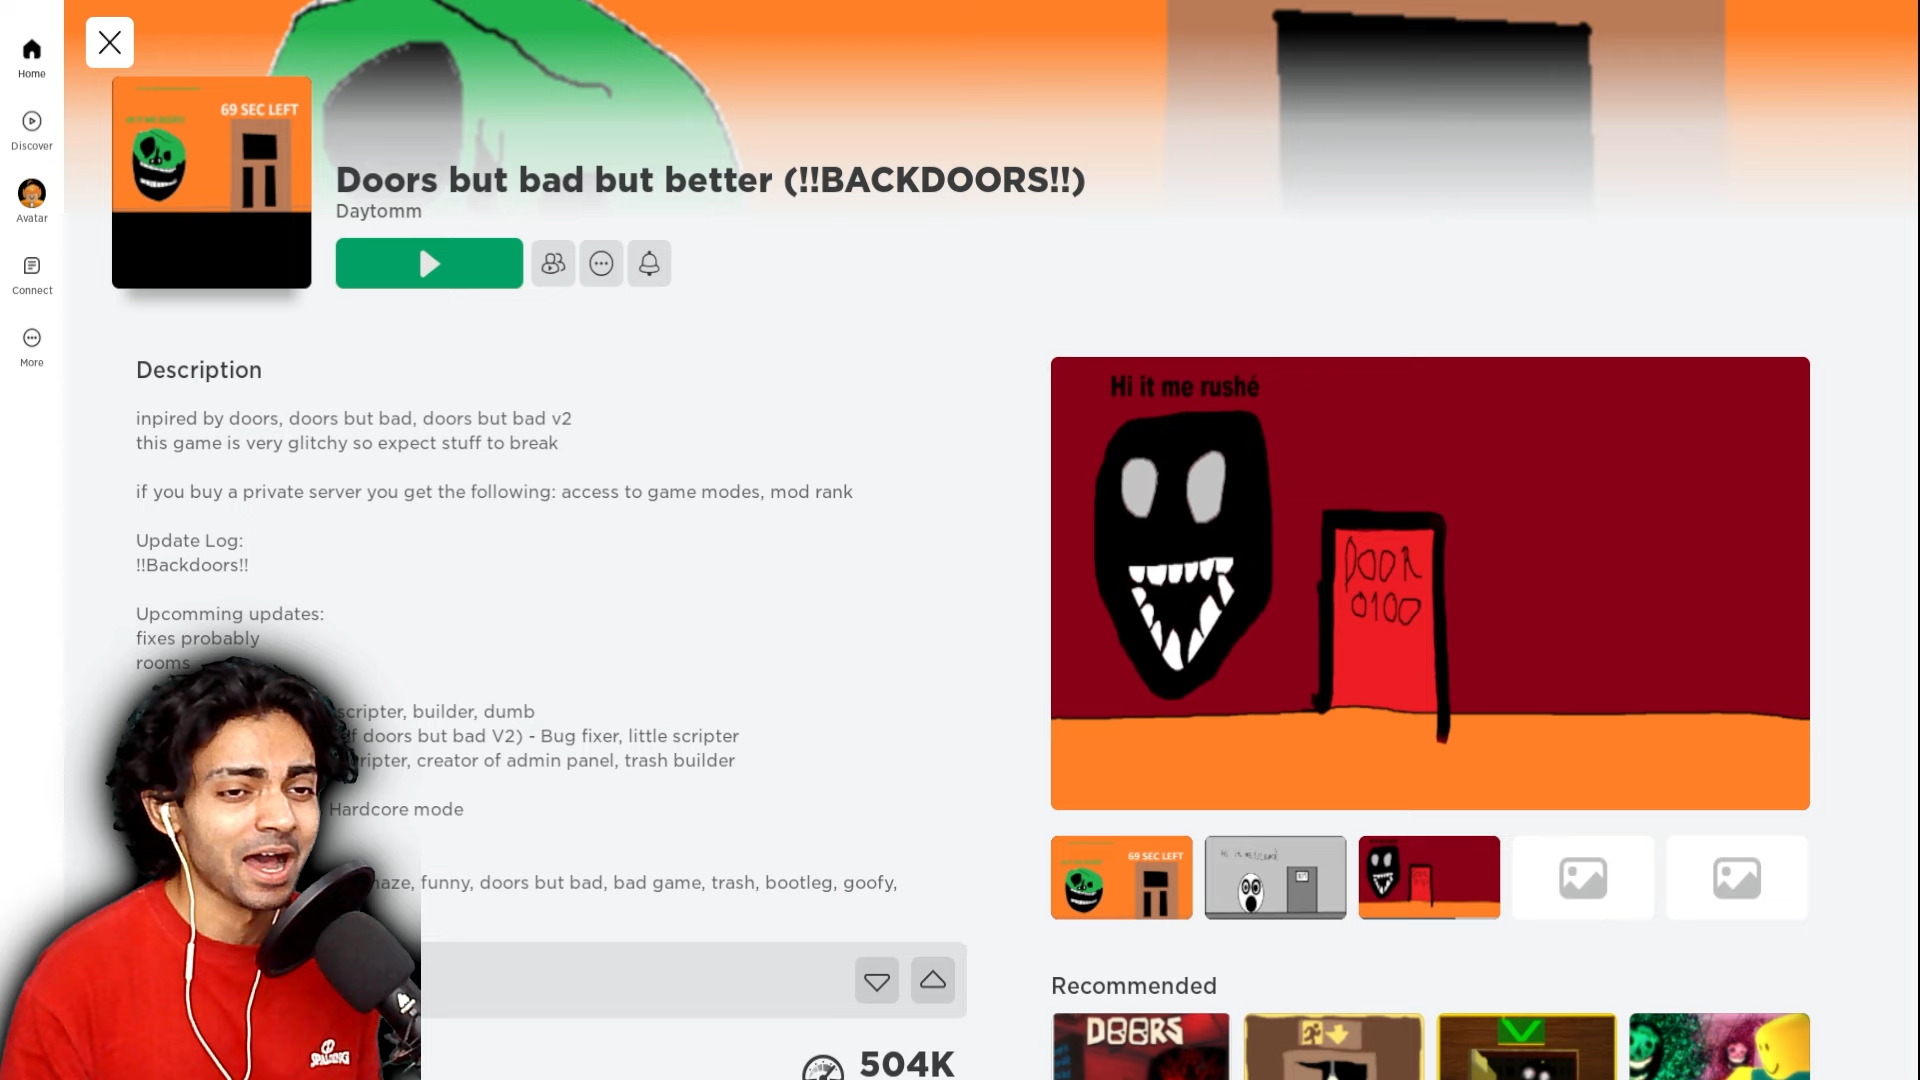 Home
Discover
Avatar
Connect
More
69 SEC LEFT
Doors but bad but better (!!BACKDOORS!!)
Daytomm
Description
inpired by doors, doors but bad, doors but bad v2
this game is very glitchy so expect stuff to break
if you buy a private server you get the following: access to game modes, mod rank
Update Log:
!!Backdoors!!
Upcomming updates:
fixes probably
rooms
scripter, builder, dumb
f doors but bad V2) - Bug fixer, little scripter
ripter, creator of admin panel, trash builder
Hardcore mode
naze, funny, doors but bad, bad game, trash, bootleg, goofy,
504K
Hi it me rushé
DOOR
0100
69 SEC LEFT
Recommended
DOORS
SPALDING